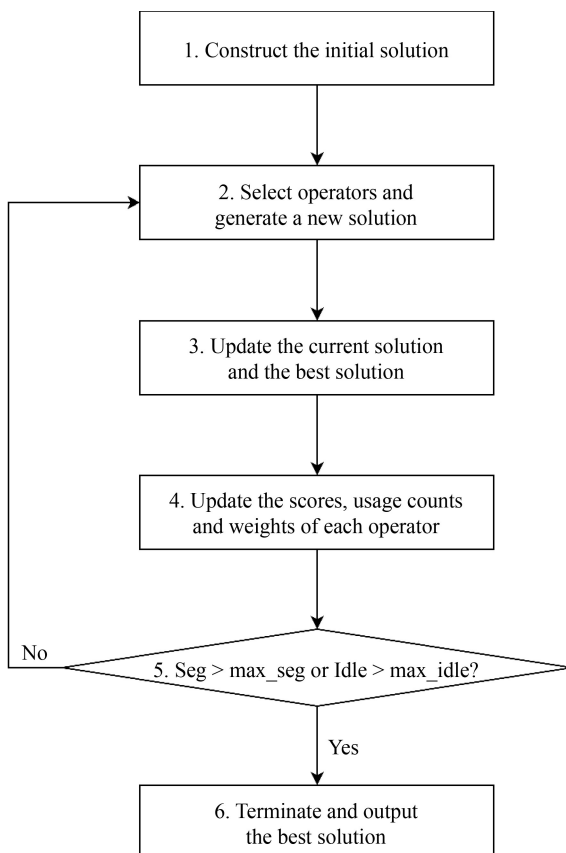 1. Construct the initial solution
2. Select operators and
generate a new solution
3. Update the current solution
and the best solution
4. Update the scores, usage counts
and weights of each operator
No
5. Seg > max_seg or Idle > max_idle?
Yes
6. Terminate and output
the best solution